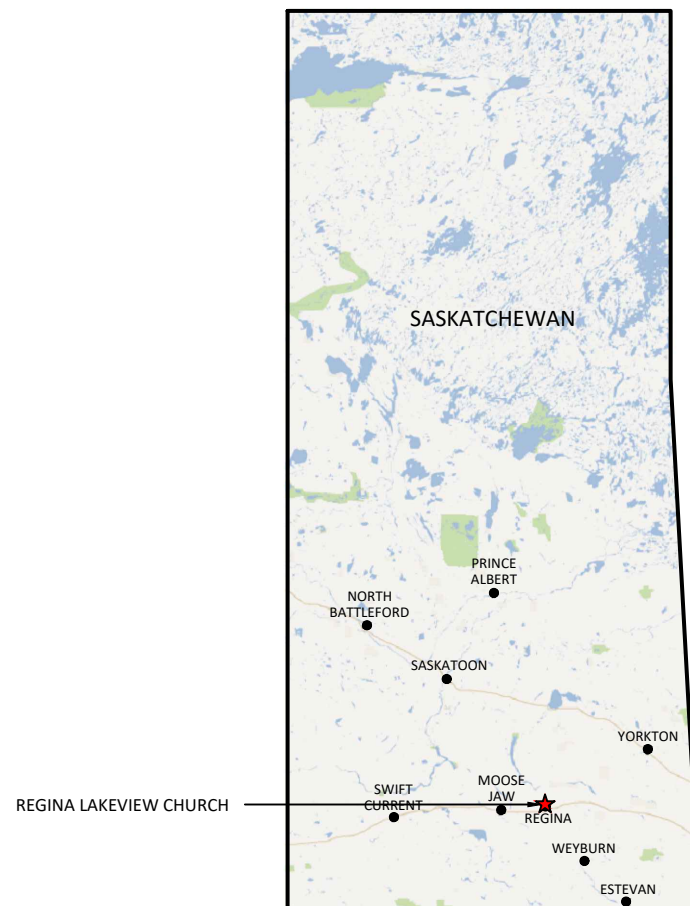 SASKATCHEWAN
PRINCE
ALBERT
NORTH
BATTLEFORD
SASKATOON
YORKTON
REGINA LAKEVIEW CHURCH
SWIFT
CURRENT
MOOSE
JAW
REGINA
WEYBURN
ESTEVAN